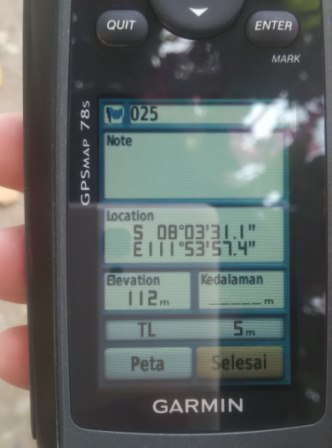 QUIT
ENTER
MARK
GPSMAP 78s
025
Note
Location
S 08°03'31.1"
E111°53'57.4"
Elevation
Kedalaman
112m
_____m
TL
5m
Peta
Selesai
GARMIN